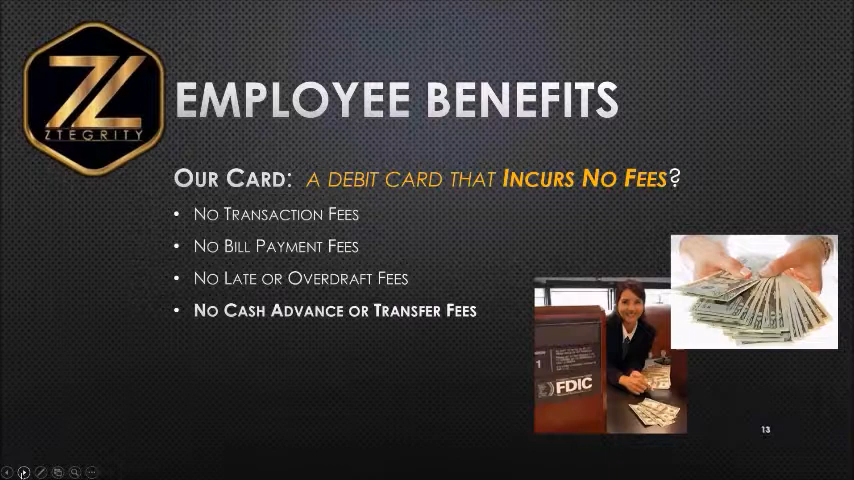 ZTEGRITY
EMPLOYEE BENEFITS
OUR CARD: A DEBIT CARD THAT INCURS NO FEES?
• NO TRANSACTION FEES
• NO BILL PAYMENT FEES
• NO LATE OR OVERDRAFT FEES
• NO CASH ADVANCE OR TRANSFER FEES
1
FDIC
13